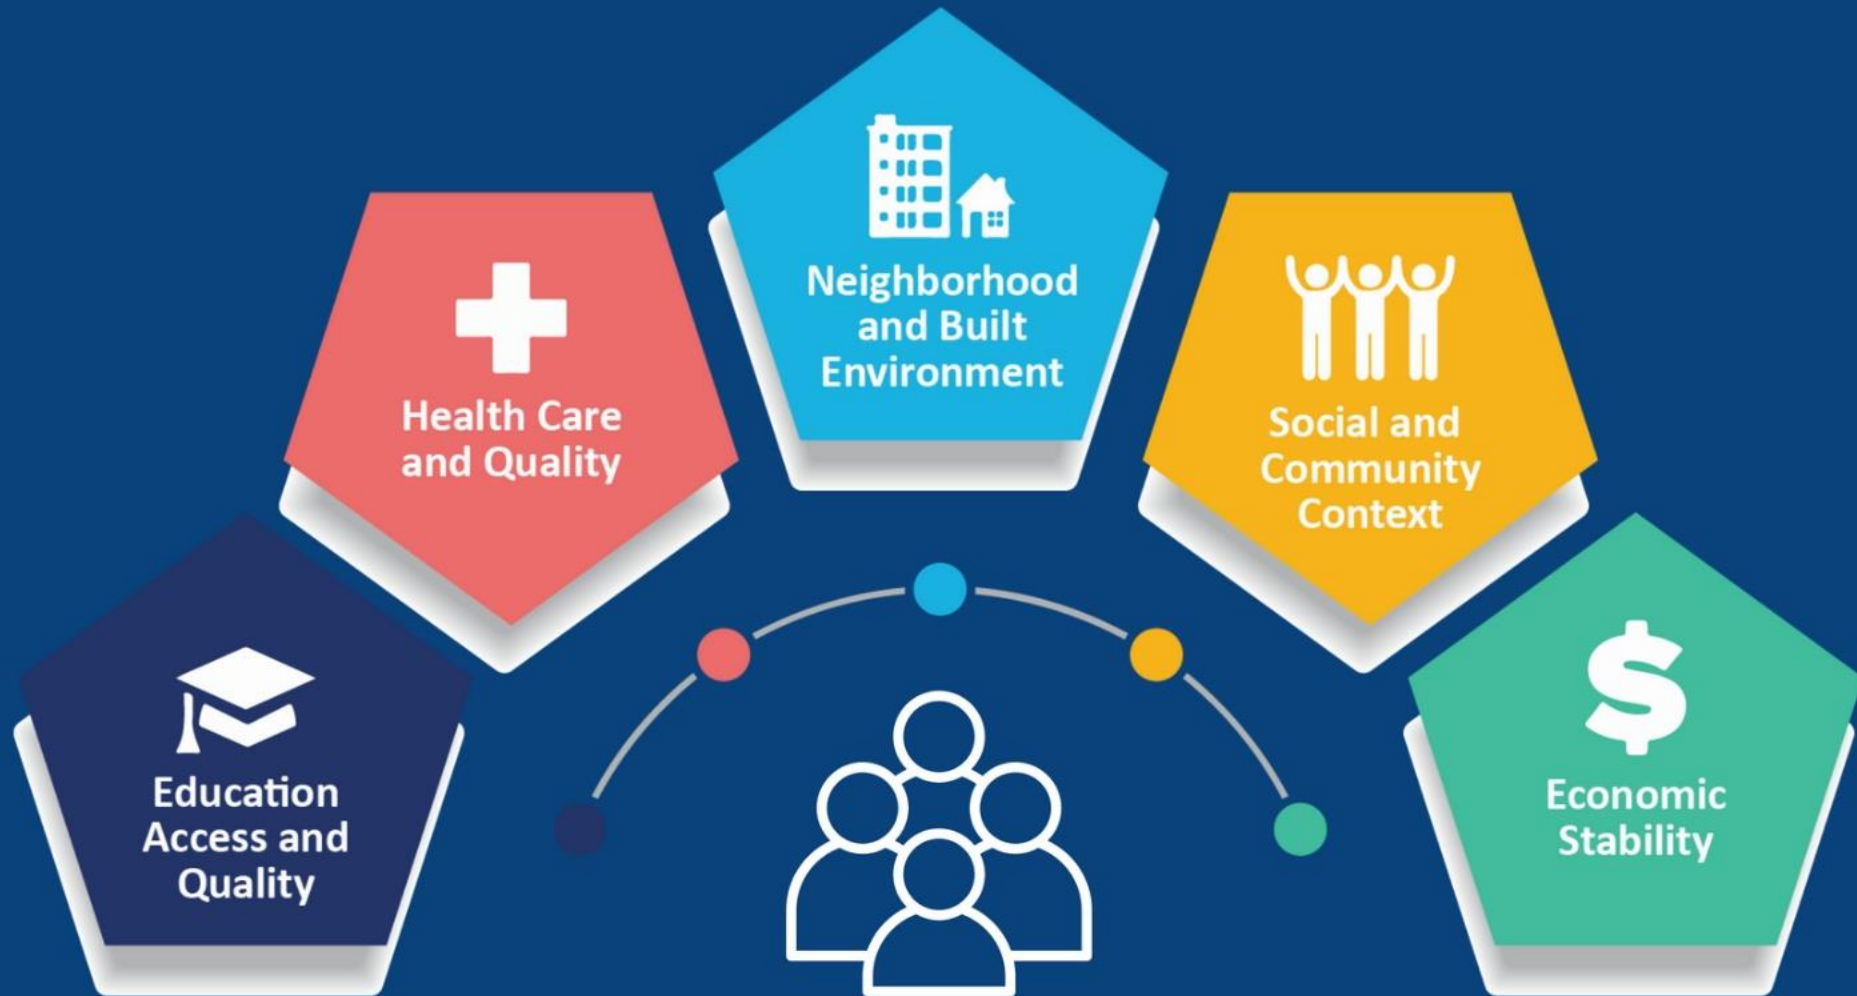 Education
Access and
Quality
Health Care
and Quality
Neighborhood
and Built
Environment
Social and
Community
Context
$
Economic
Stability